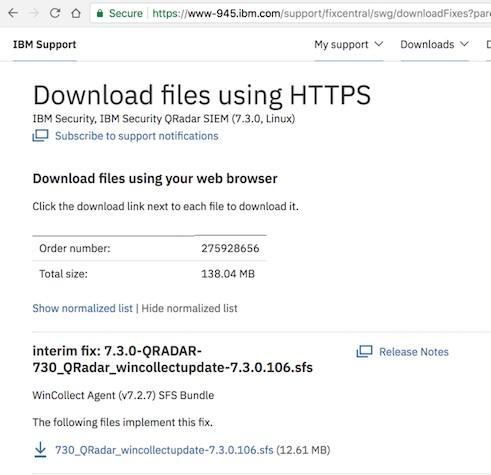 Secure https://www-945.ibm.com/support/fixcentral/swg/downloadFixes?par
IBM Support My support Downloads
Download files using HTTPS
IBM Security, IBM Security QRadar SIEM (7.3.0, Linux)
Subscribe to support notifications
Download files using your web browser
Click the download link next to each file to download it.
Order number: 275928656
Total size: 138.04 MB
Show normalized list | Hide normalized list
interim fix: 7.3.0-QRADAR-
730_QRadar_wincollectupdate-7.3.0.106.sfs
Release Notes
WinCollect Agent (v7.2.7) SFS Bundle
The following files implement this fix.
730_QRadar_wincollectupdate-7.3.0.106.sfs (12.61 MB)